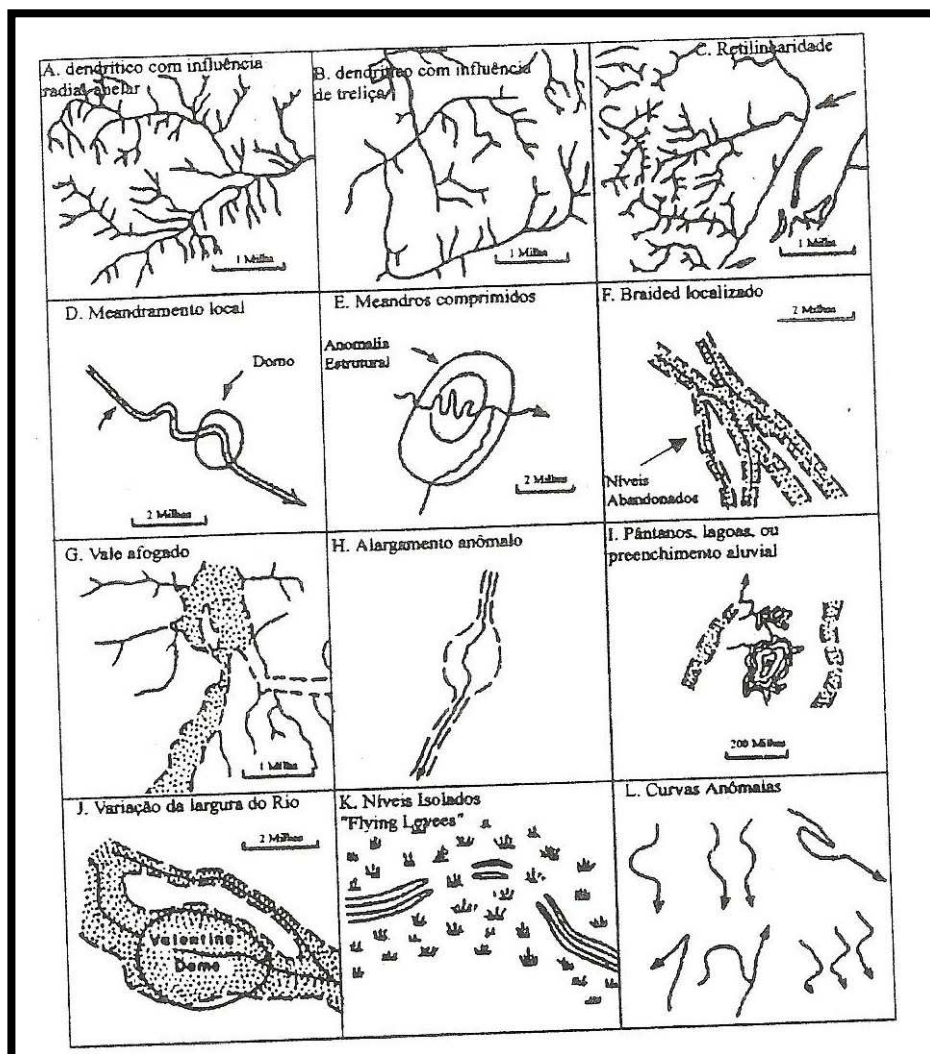 A. dendrítico com influência
radial-anelar
1 Milha
B. dendrítico com influência
de treliça
1 Milha
C. Retilinearidade
1 Milha
D. Meandramento local
Domo
2 Milhas
E. Meandros comprimidos
Anomalia
Estrutural
2 Milhas
F. Braided localizado
2 Milhas
Níveis
Abandonados
G. Vale afogado
1 Milha
H. Alargamento anômalo
I. Pântanos, lagoas, ou
preenchimento aluvial
200 Milhas
J. Variação da largura do Rio
2 Milhas
Valentine
Dome
K. Níveis Isolados
"Flying Levees"
L. Curvas Anômalas